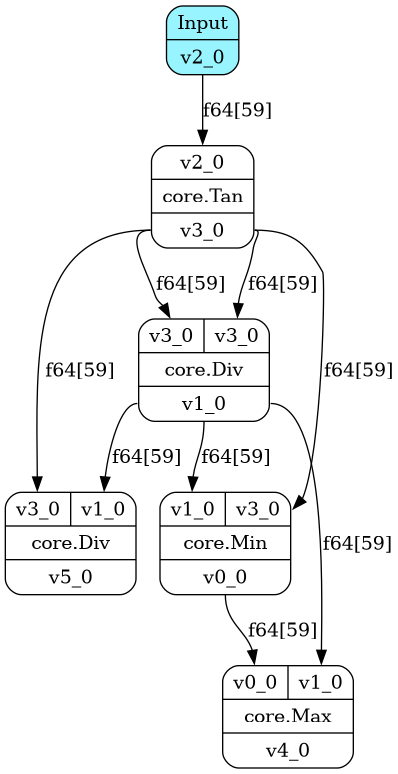 Input
v2_0
f64[59]
v2_0
core.Tan
v3_0
f64[59] f64[59]
v3_0 v3_0
f64[59] f64[59]
core.Div
v1_0
f64[59] f64[59]
v3_0 v1_0 v1_0 v3_0
core.Div core.Min f64[59]
v5_0 v0_0
f64[59]
v0_0 v1_0
core.Max
v4_0